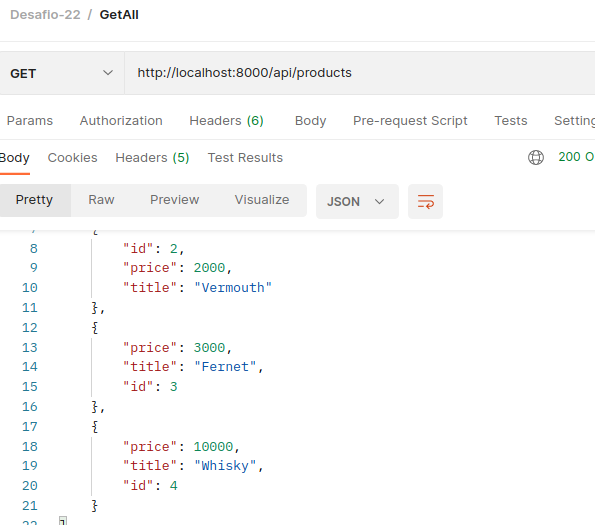 Desafio-22 / GetAll
GET http://localhost:8000/api/products
Params Authorization Headers (6) Body Pre-request Script Tests
Body Cookies Headers (5) Test Results 200
Pretty Raw Preview Visualize JSON
{
8 "id": 2,
9 "price": 2000,
10 "title": "Vermouth"
11 },
12 {
13 "price": 3000,
14 "title": "Fernet",
15 "id": 3
16 },
17 {
18 "price": 10000,
19 "title": "Whisky",
20 "id": 4
21 }
22 ]